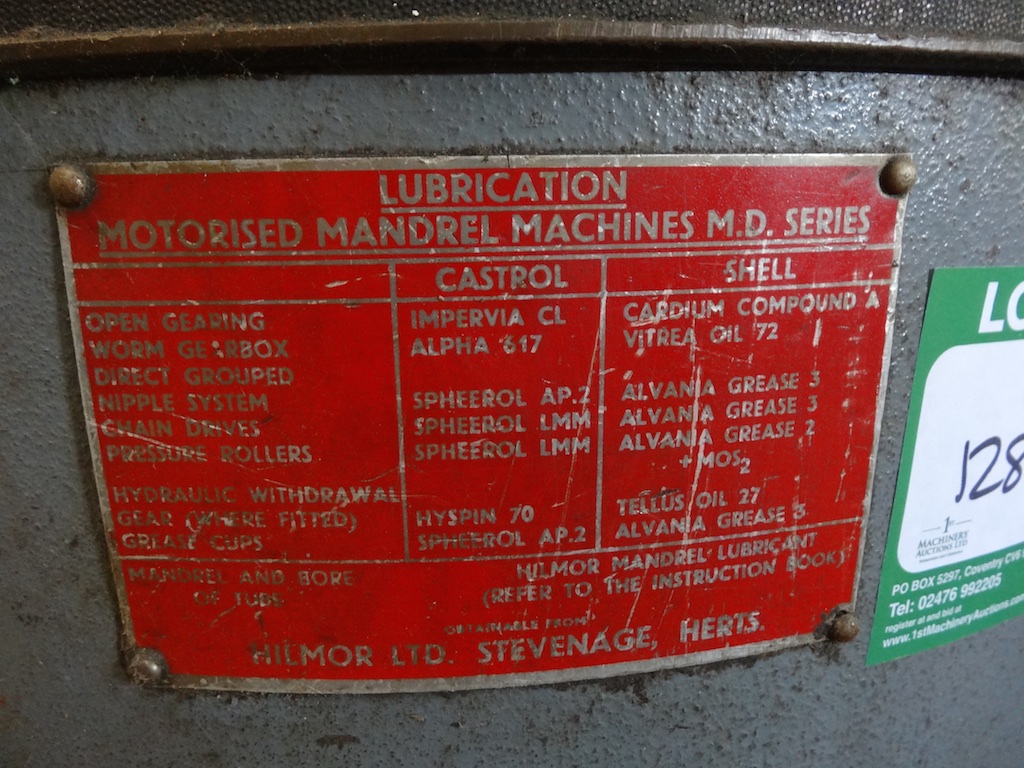 LUBRICATION
MOTORISED MANDREL MACHINES M.D. SERIES
CASTROL SHELL
OPEN GEARING IMPERVIA CL CARDIUM COMPOUND A
WORM GEARBOX ALPHA 617 VITREA OIL 72
DIRECT GROUPED
NIPPLE SYSTEM SPHEEROL AP.2 ALVANIA GREASE 3
CHAIN DRIVES SPHEEROL LMM ALVANIA GREASE 3
PRESSURE ROLLERS SPHEEROL LMM ALVANIA GREASE 2
+ MOS2
HYDRAULIC WITHDRAWAL
GEAR (WHERE FITTED) HYSPIN 70 TELLUS OIL 27
GREASE CUPS SPHEEROL AP.2 ALVANIA GREASE 3
MANDREL AND BORE HILMOR MANDREL LUBRICANT
OF TUBE (REFER TO THE INSTRUCTION BOOK)
OBTAINABLE FROM
HILMOR LTD. STEVENAGE, HERTS.
LO
128
1st
MACHINERY
AUCTIONS LTD
PO BOX 5297, Coventry CV6
Tel: 02476 992205
register at and bid at
www.1stMachineryAuctions.com